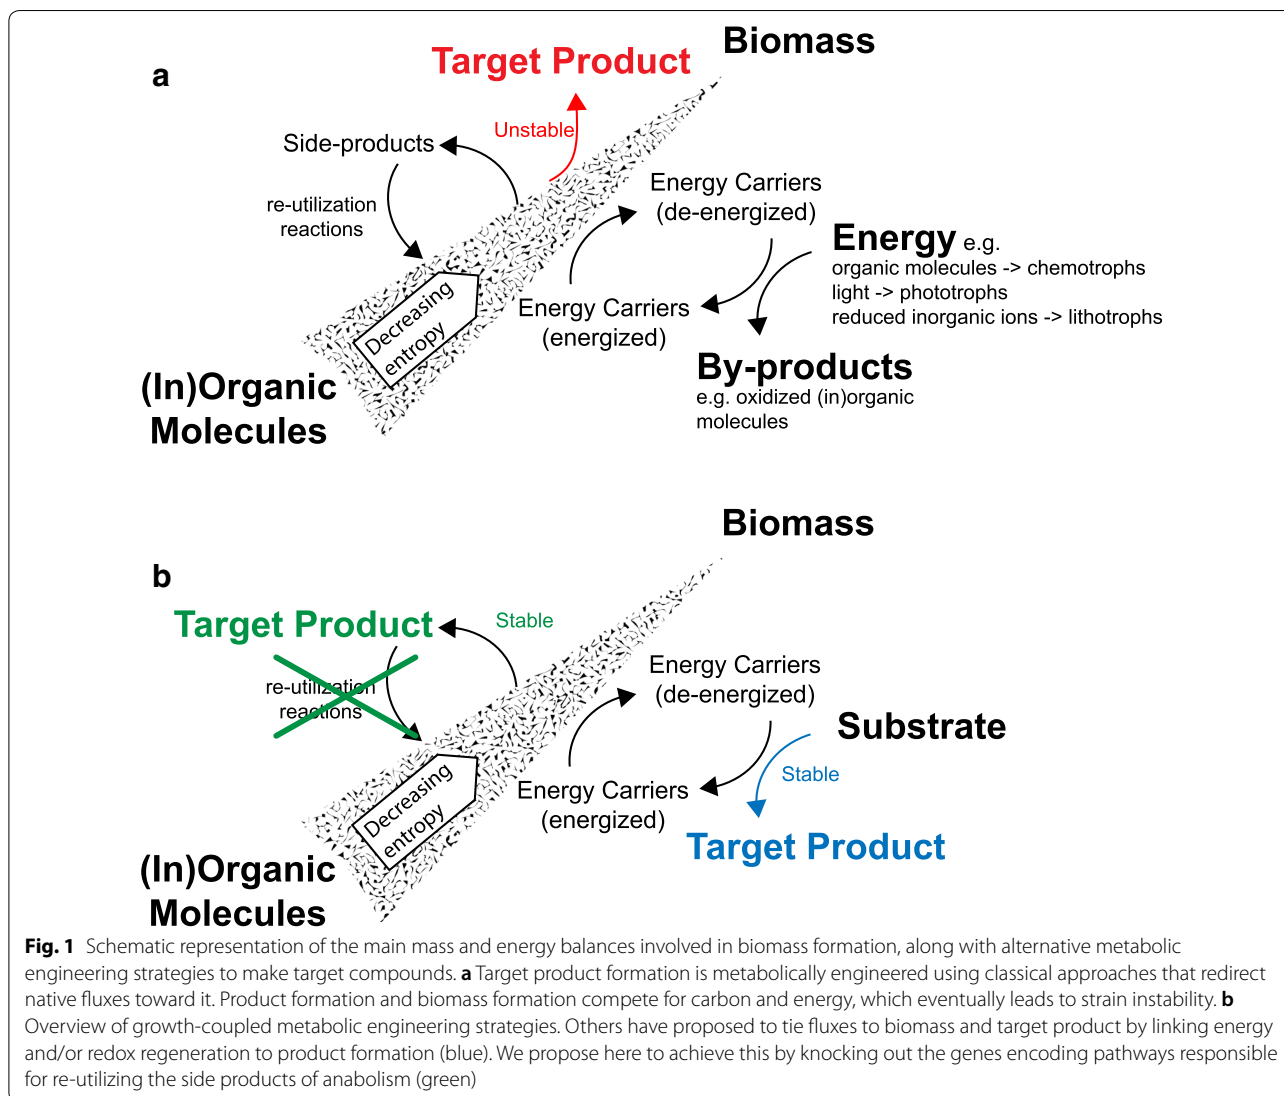 a
Biomass
Target Product
Unstable
Side-products
re-utilization
reactions
Energy Carriers
(de-energized)
Energy e.g.
organic molecules -> chemotrophs
light -> phototrophs
reduced inorganic ions -> lithotrophs
Energy Carriers
(energized)
Decreasing
entropy
By-products
e.g. oxidized (in)organic
molecules
(In)Organic
Molecules
b
Biomass
Target Product
Stable
re-utilization
reactions
Energy Carriers
(de-energized)
Substrate
Stable
Energy Carriers
(energized)
Decreasing
entropy
Target Product
(In)Organic
Molecules
Fig. 1 Schematic representation of the main mass and energy balances involved in biomass formation, along with alternative metabolic
engineering strategies to make target compounds. a Target product formation is metabolically engineered using classical approaches that redirect
native fluxes toward it. Product formation and biomass formation compete for carbon and energy, which eventually leads to strain instability. b
Overview of growth-coupled metabolic engineering strategies. Others have proposed to tie fluxes to biomass and target product by linking energy
and/or redox regeneration to product formation (blue). We propose here to achieve this by knocking out the genes encoding pathways responsible
for re-utilizing the side products of anabolism (green)